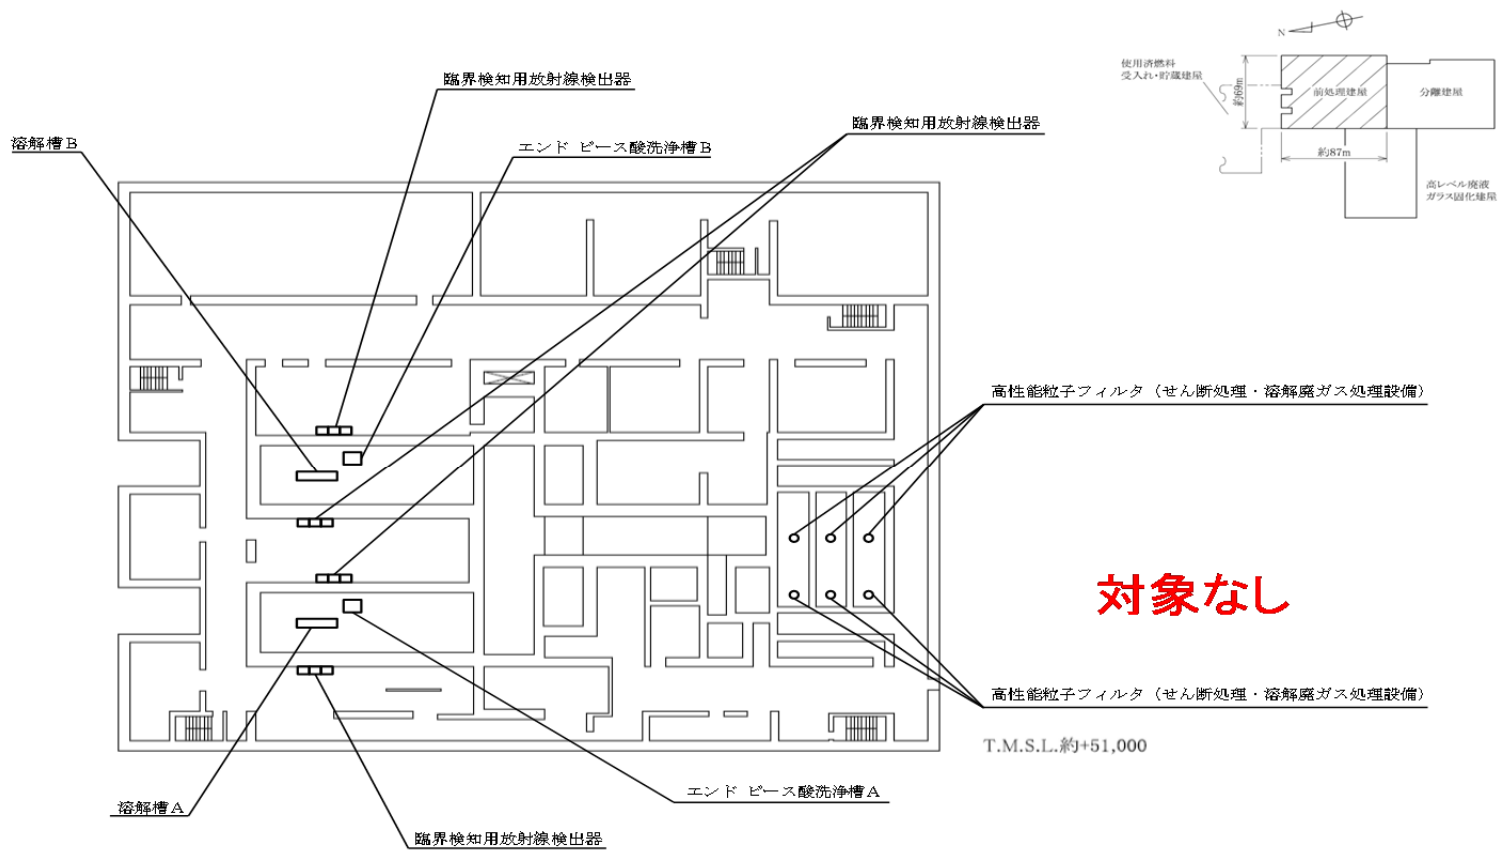 N
使用済燃料
受入れ・貯蔵建屋
約69m
前処理建屋
分離建屋
約87m
高レベル廃液
ガラス固化建屋
臨界検知用放射線検出器
臨界検知用放射線検出器
溶解槽B
エンド ピース酸洗浄槽B
高性能粒子フィルタ（せん断処理・溶解廃ガス処理設備）
対象なし
高性能粒子フィルタ（せん断処理・溶解廃ガス処理設備）
T.M.S.L.約+51,000
エンド ピース酸洗浄槽A
溶解槽A
臨界検知用放射線検出器